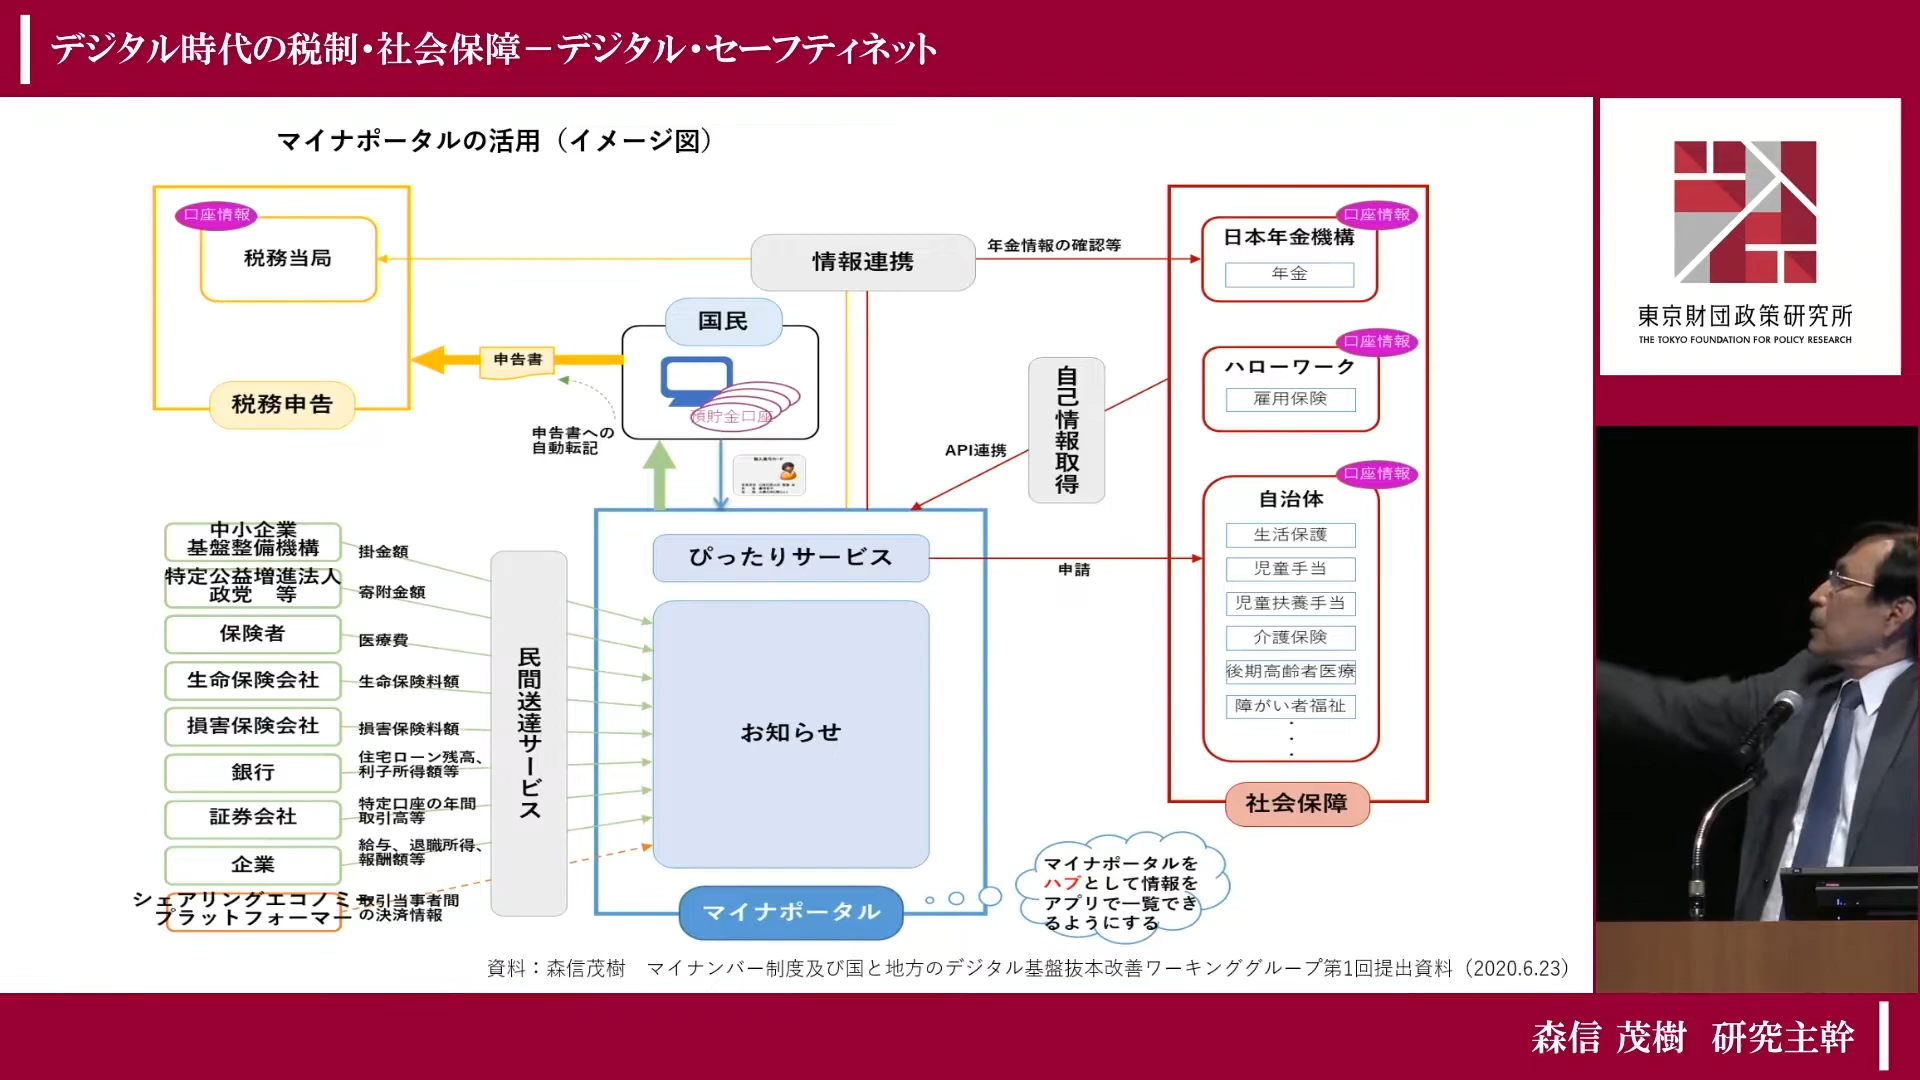 デジタル時代の税制・社会保障－デジタル・セーフティネット
マイナポータルの活用（イメージ図）
口座情報
税務当局
税務申告
情報連携
年金情報の確認等
国民
申告書
預貯金口座
申告書への
自動転記
自己情報取得
API連携
口座情報
日本年金機構
年金
口座情報
ハローワーク
雇用保険
口座情報
自治体
生活保護
児童手当
児童扶養手当
介護保険
後期高齢者医療
障がい者福祉
・
・
・
社会保障
中小企業
基盤整備機構
掛金額
特定公益増進法人
政党　等
寄附金額
保険者
医療費
生命保険会社
生命保険料額
損害保険会社
損害保険料額
銀行
住宅ローン残高、
利子所得額等
証券会社
特定口座の年間
取引高等
企業
給与、退職所得、
報酬額等
シェアリングエコノミー
プラットフォーマー
取引当事者間
の決済情報
民間送達サービス
ぴったりサービス
申請
お知らせ
マイナポータル
マイナポータルを
ハブとして情報を
アプリで一覧でき
るようにする
資料：森信茂樹　マイナンバー制度及び国と地方のデジタル基盤抜本改善ワーキンググループ第1回提出資料（2020.6.23）
東京財団政策研究所
THE TOKYO FOUNDATION FOR POLICY RESEARCH
森信 茂樹　研究主幹